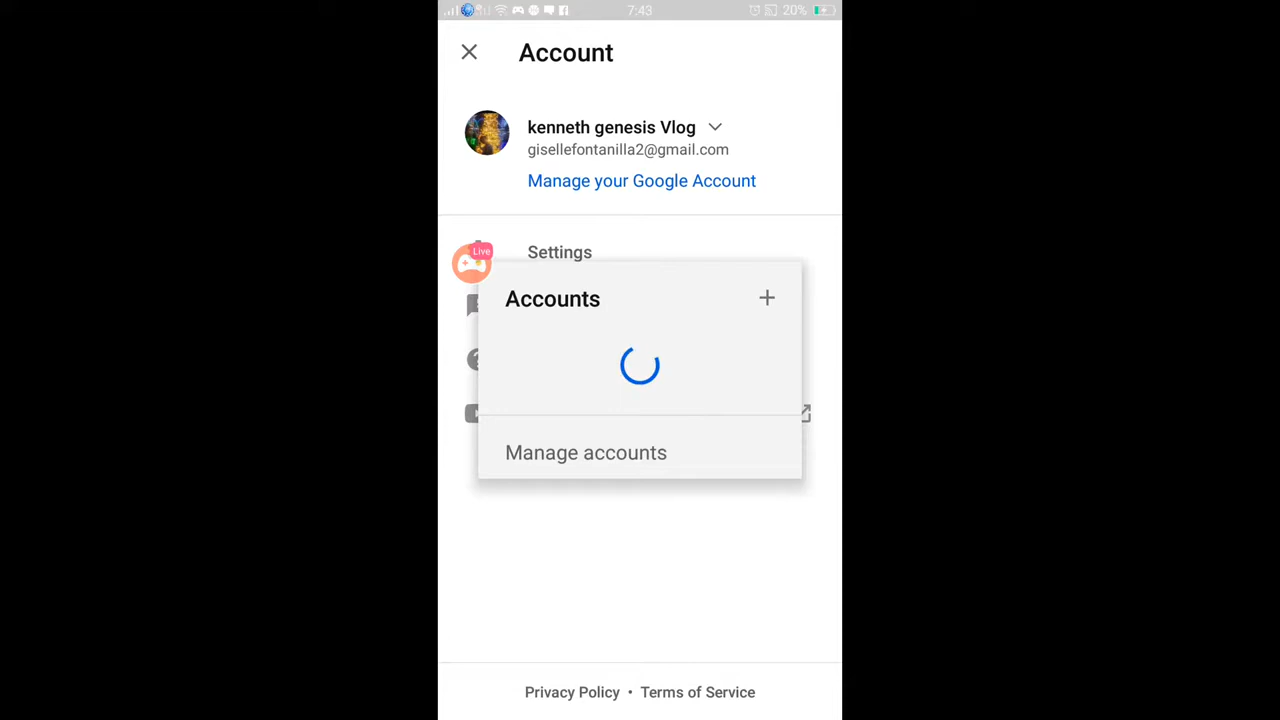 7:43
20%
Account
kenneth genesis Vlog
gisellefontanilla2@gmail.com
Manage your Google Account
Settings
Live
Accounts
Manage accounts
Privacy Policy • Terms of Service